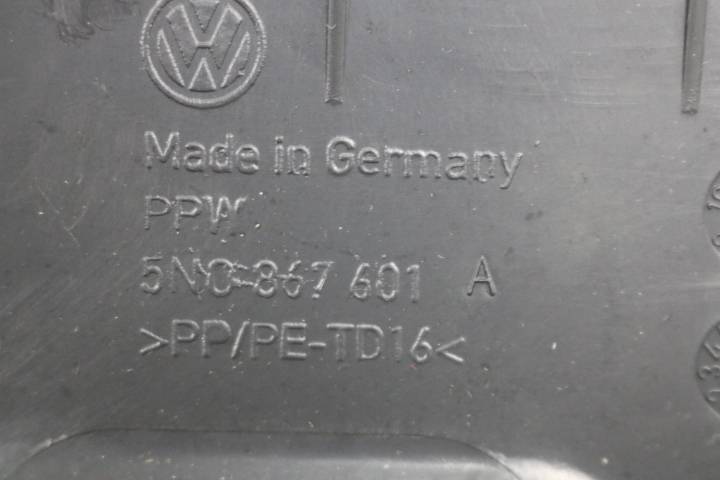 Made in Germany
PPW
5N0 867 601 A
>PP/PE-TD16<